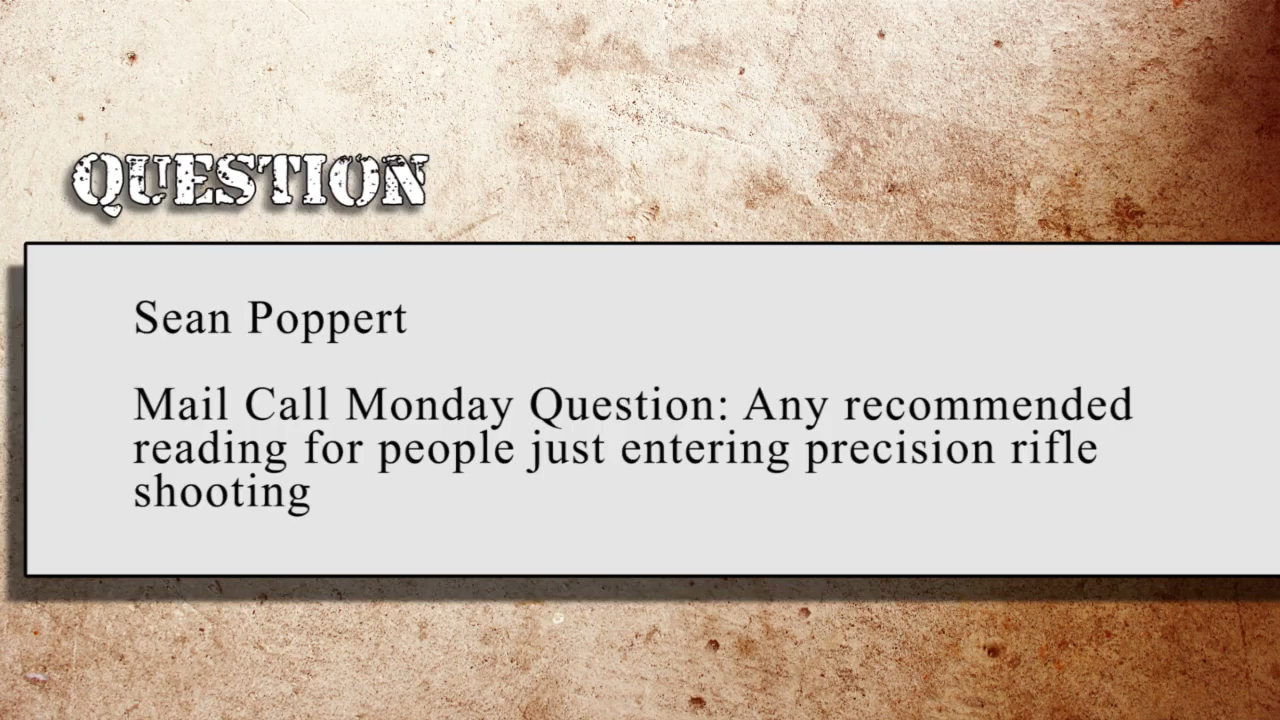 QUESTION
Sean Poppert
Mail Call Monday Question: Any recommended
reading for people just entering precision rifle
shooting